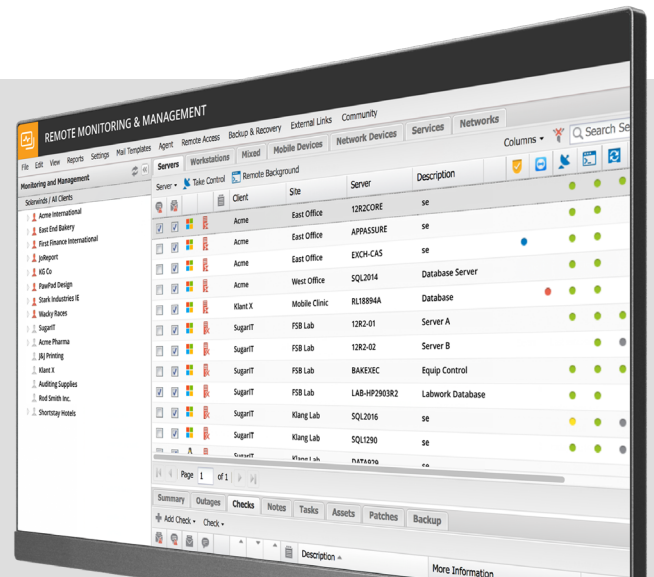 REMOTE MONITORING & MANAGEMENT
File Edit View Reports Settings Mail Templates Agent Remote Access Backup & Recovery External Links Community
Monitoring and Management
Solarwinds / All Clients
Acme International
East End Bakery
First Finance International
JoReport
KG Co
PawPad Design
Stark Industries IE
Wacky Races
SugarIT
Acme Pharma
J&J Printing
Klant X
Auditing Supplies
Rod Smith Inc.
Shortstay Hotels
Servers Workstations Mixed Mobile Devices Network Devices Services Networks
Server Take Control Remote Background Columns Search Se
Client Site Server Description
Acme East Office 12R2CORE se
Acme East Office APPASSURE se
Acme East Office EXCH-CAS se
Acme West Office SQL2014 Database Server
Klant X Mobile Clinic RL18894A Database
SugarIT FSB Lab 12R2-01 Server A
SugarIT FSB Lab 12R2-02 Server B
SugarIT FSB Lab BAKEXEC Equip Control
SugarIT FSB Lab LAB-HP2903R2 Labwork Database
SugarIT Klang Lab SQL2016 se
SugarIT Klang Lab SQL1290 se
SugarIT Klang Lab DATA929 se
Page 1 of 1
Summary Outages Checks Notes Tasks Assets Patches Backup
Add Check Check
Description More Information